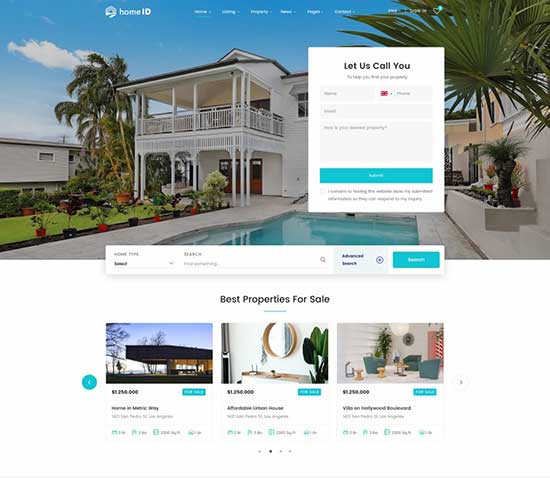 homeID
Home Listing Property News Pages Contact
SIGN IN
Let Us Call You
To help you find your property
Name
Phone
Email
How is your desired property?
Submit
I consent to having this website store my submitted
information so they can respond to my inquiry.
HOME TYPE
Select
SEARCH
Find something...
Advanced
Search
Search
Best Properties For Sale
$1.250.000
FOR SALE
Home in Metric Way
1421 San Pedro St, Los Angeles
3 Br 3 Ba 2300 Sq.Ft 1 Gr
$1.250.000
FOR SALE
Affordable Urban House
1421 San Pedro St, Los Angeles
3 Br 3 Ba 2300 Sq.Ft 1 Gr
$1.250.000
FOR SALE
Villa on Hollywood Boulevard
1421 San Pedro St, Los Angeles
3 Br 3 Ba 2300 Sq.Ft 1 Gr